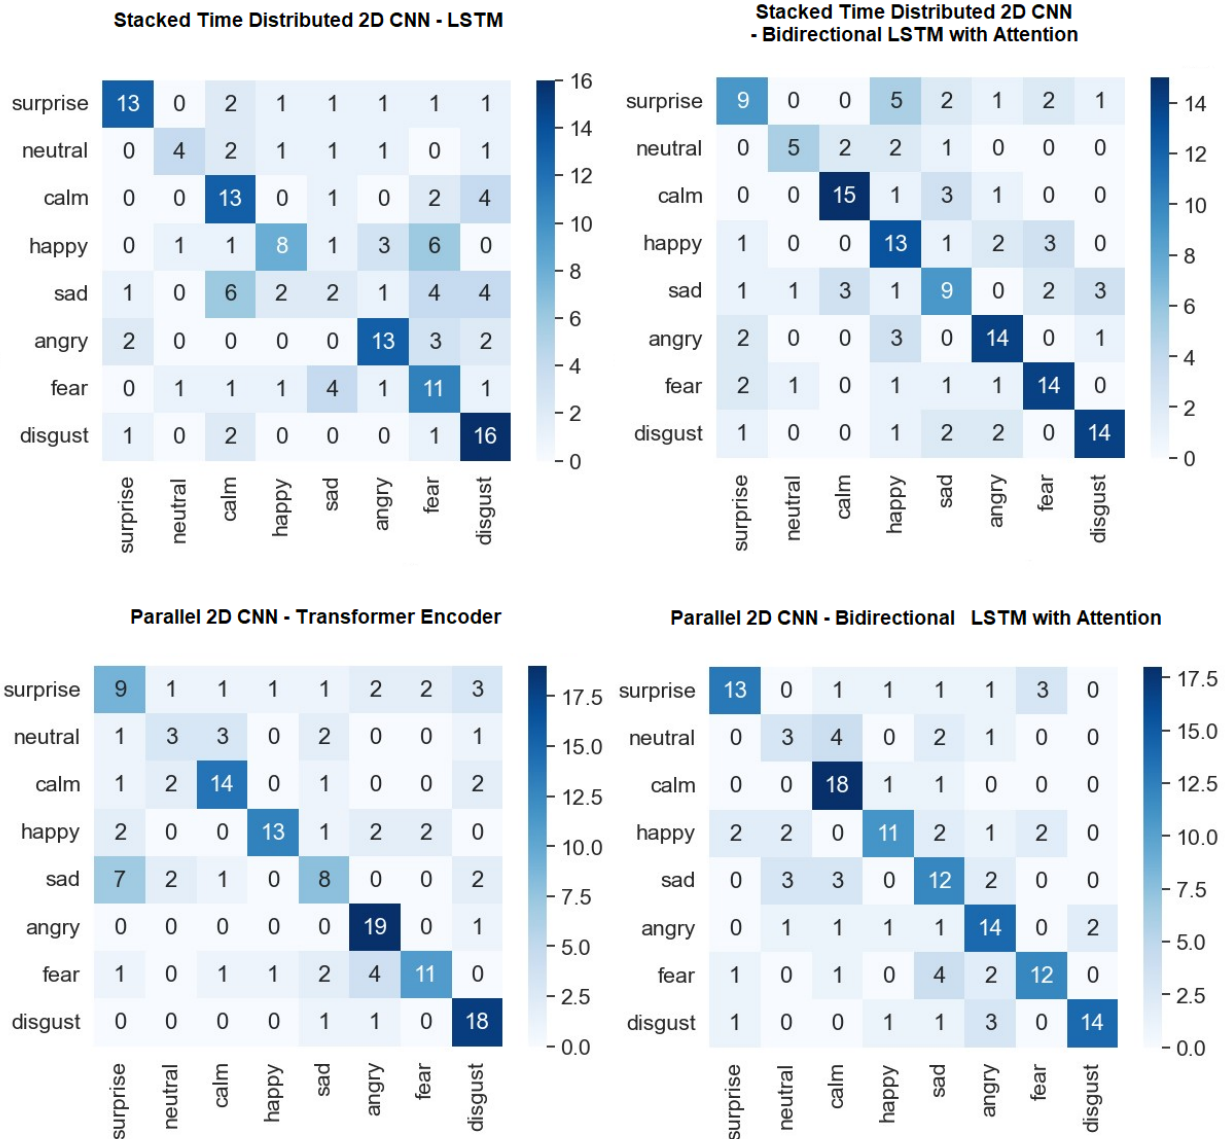 Stacked Time Distributed 2D CNN - LSTM
surprise 13 0 2 1 1 1 1 1
neutral 0 4 2 1 1 1 0 1
calm 0 0 13 0 1 0 2 4
happy 0 1 1 8 1 3 6 0
sad 1 0 6 2 2 1 4 4
angry 2 0 0 0 0 13 3 2
fear 0 1 1 1 4 1 11 1
disgust 1 0 2 0 0 0 1 16
surprise neutral calm happy sad angry fear disgust
16
14
12
10
8
6
4
2
0
Stacked Time Distributed 2D CNN
- Bidirectional LSTM with Attention
surprise 9 0 0 5 2 1 2 1
neutral 0 5 2 2 1 0 0 0
calm 0 0 15 1 3 1 0 0
happy 1 0 0 13 1 2 3 0
sad 1 1 3 1 9 0 2 3
angry 2 0 0 3 0 14 0 1
fear 2 1 0 1 1 1 14 0
disgust 1 0 0 1 2 2 0 14
surprise neutral calm happy sad angry fear disgust
14
12
10
8
6
4
2
0
Parallel 2D CNN - Transformer Encoder
surprise 9 1 1 1 1 2 2 3
neutral 1 3 3 0 2 0 0 1
calm 1 2 14 0 1 0 0 2
happy 2 0 0 13 1 2 2 0
sad 7 2 1 0 8 0 0 2
angry 0 0 0 0 0 19 0 1
fear 1 0 1 1 2 4 11 0
disgust 0 0 0 0 1 1 0 18
surprise neutral calm happy sad angry fear disgust
17.5
15.0
12.5
10.0
7.5
5.0
2.5
0.0
Parallel 2D CNN - Bidirectional LSTM with Attention
surprise 13 0 1 1 1 1 3 0
neutral 0 3 4 0 2 1 0 0
calm 0 0 18 1 1 0 0 0
happy 2 2 0 11 2 1 2 0
sad 0 3 3 0 12 2 0 0
angry 0 1 1 1 1 14 0 2
fear 1 0 1 0 4 2 12 0
disgust 1 0 0 1 1 3 0 14
surprise neutral calm happy sad angry fear disgust
17.5
15.0
12.5
10.0
7.5
5.0
2.5
0.0